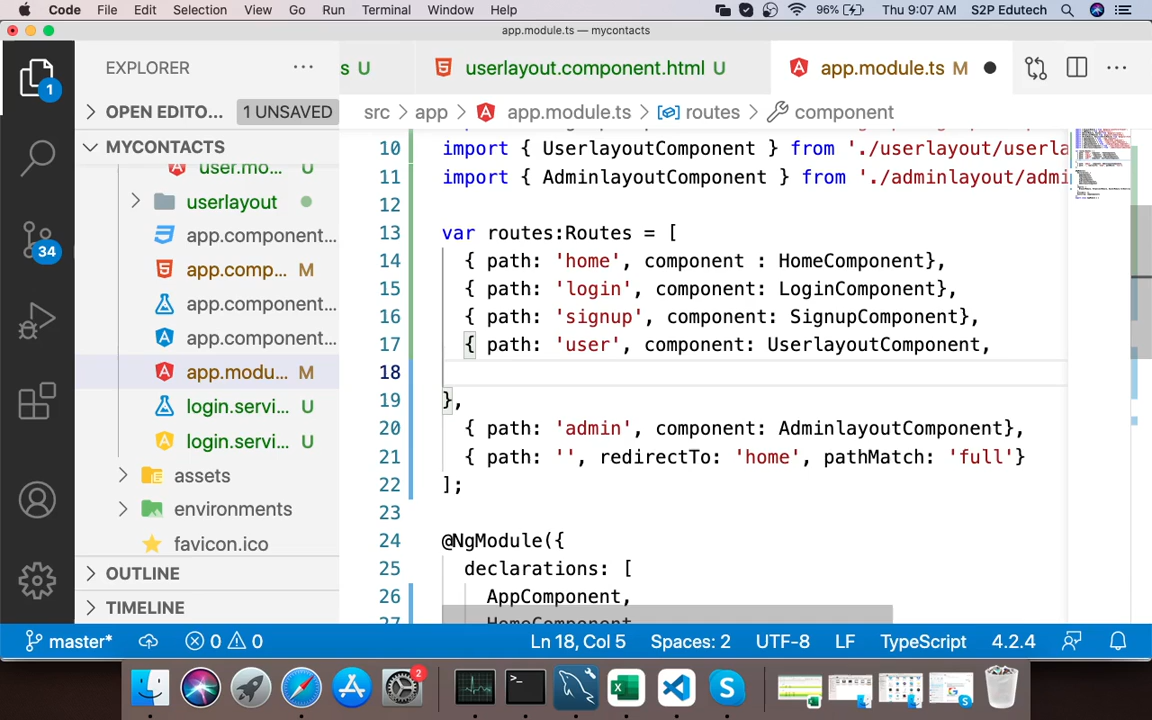 Code File Edit Selection View Go Run Terminal Window Help 96% Thu 9:07 AM S2P Edutech
app.module.ts — mycontacts
EXPLORER ...
s U userlayout.component.html U app.module.ts M ...
OPEN EDITO... 1 UNSAVED
src > app > app.module.ts > routes > component
MYCONTACTS
user.mo... U
userlayout
app.component...
app.comp... M
app.component...
app.component...
app.modu... M
login.servi... U
login.servi... U
assets
environments
favicon.ico
OUTLINE
TIMELINE
1
34
10 import { UserlayoutComponent } from './userlayout/userla
11 import { AdminlayoutComponent } from './adminlayout/admi
12
13 var routes:Routes = [
14 { path: 'home', component : HomeComponent},
15 { path: 'login', component: LoginComponent},
16 { path: 'signup', component: SignupComponent},
17 { path: 'user', component: UserlayoutComponent,
18
19 },
20 { path: 'admin', component: AdminlayoutComponent},
21 { path: '', redirectTo: 'home', pathMatch: 'full'}
22 ];
23
24 @NgModule({
25 declarations: [
26 AppComponent,
27 HomeComponent
master* 0 0 Ln 18, Col 5 Spaces: 2 UTF-8 LF TypeScript 4.2.4
2